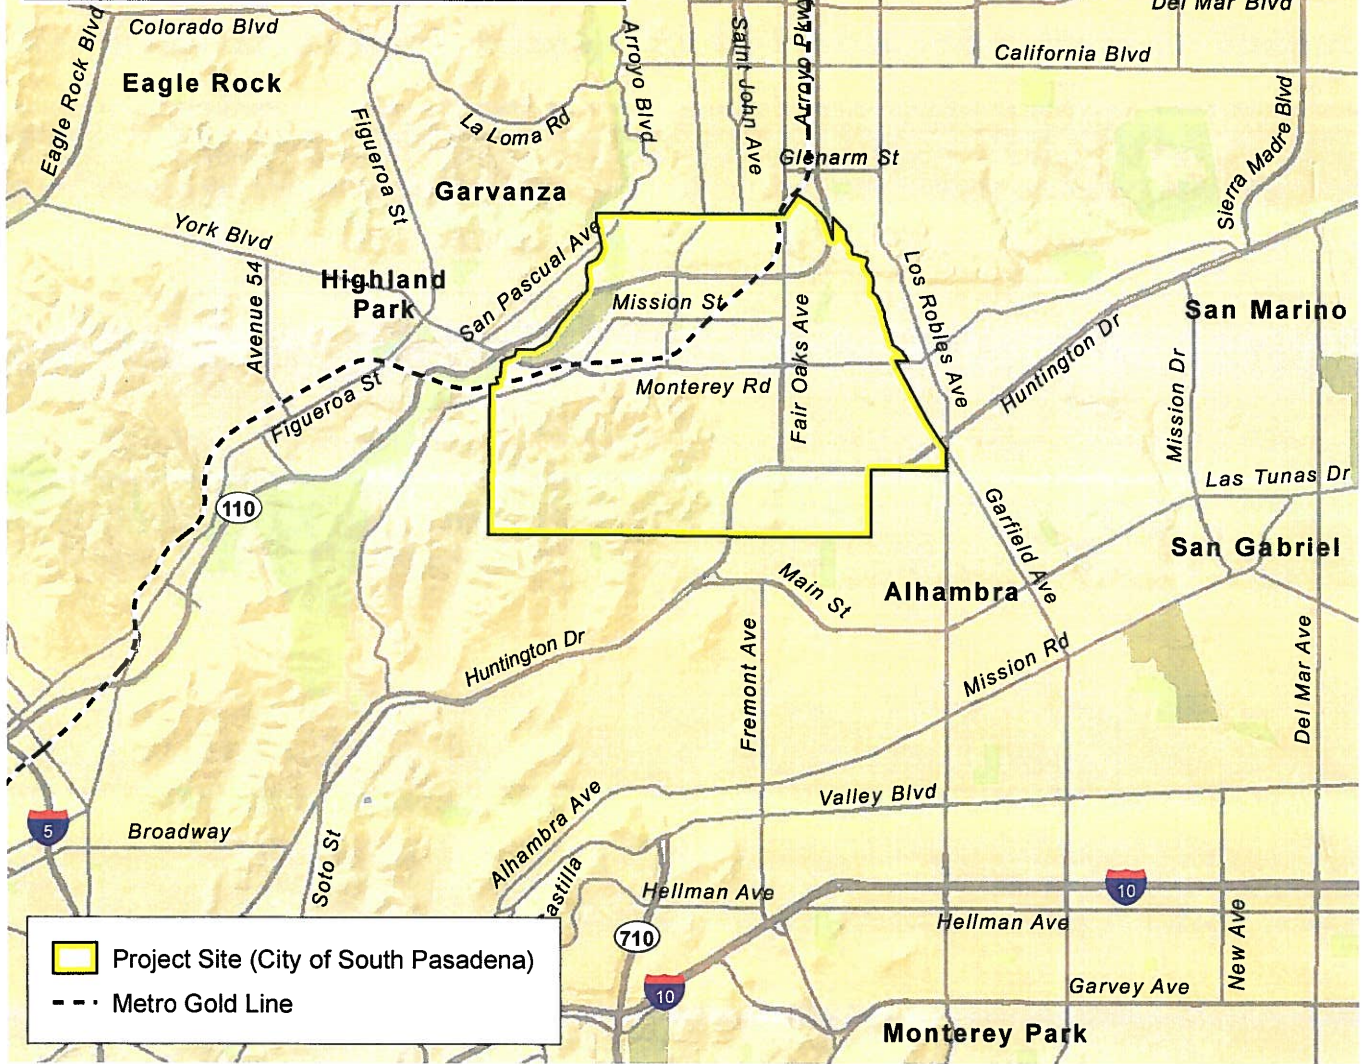 Del Mar Blvd
Colorado Blvd
Eagle Rock Blvd
Eagle Rock
Arroyo Blvd
Saint John Ave
Arroyo Pkwy
California Blvd
La Loma Rd
Figueroa St
Glenarm St
Sierra Madre Blvd
Garvanza
York Blvd
San Pascual Ave
Avenue 54
Highland
Park
Mission St
Los Robles Ave
San Marino
Fair Oaks Ave
Monterey Rd
Huntington Dr
Mission Dr
Figueroa St
Las Tunas Dr
110
Garfield Ave
San Gabriel
Main St
Alhambra
Huntington Dr
Fremont Ave
Mission Rd
Del Mar Ave
Valley Blvd
Alhambra Ave
5
Broadway
Soto St
Hellman Ave
10
Hellman Ave
New Ave
710
10
Garvey Ave
Monterey Park
Project Site (City of South Pasadena)
Metro Gold Line